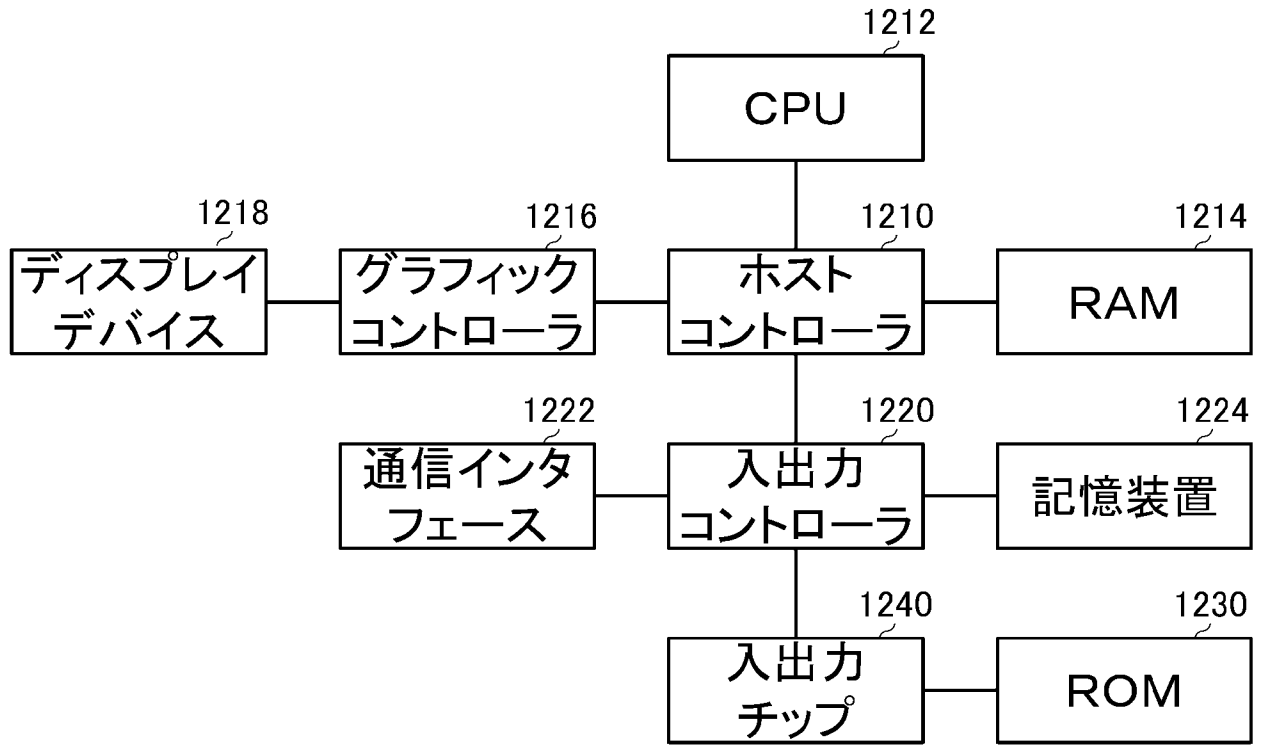 1212
CPU
1218
ディスプレイ
デバイス
1216
グラフィック
コントローラ
1210
ホスト
コントローラ
1214
RAM
1222
通信インタ
フェース
1220
入出力
コントローラ
1224
記憶装置
1240
入出力
チップ
1230
ROM